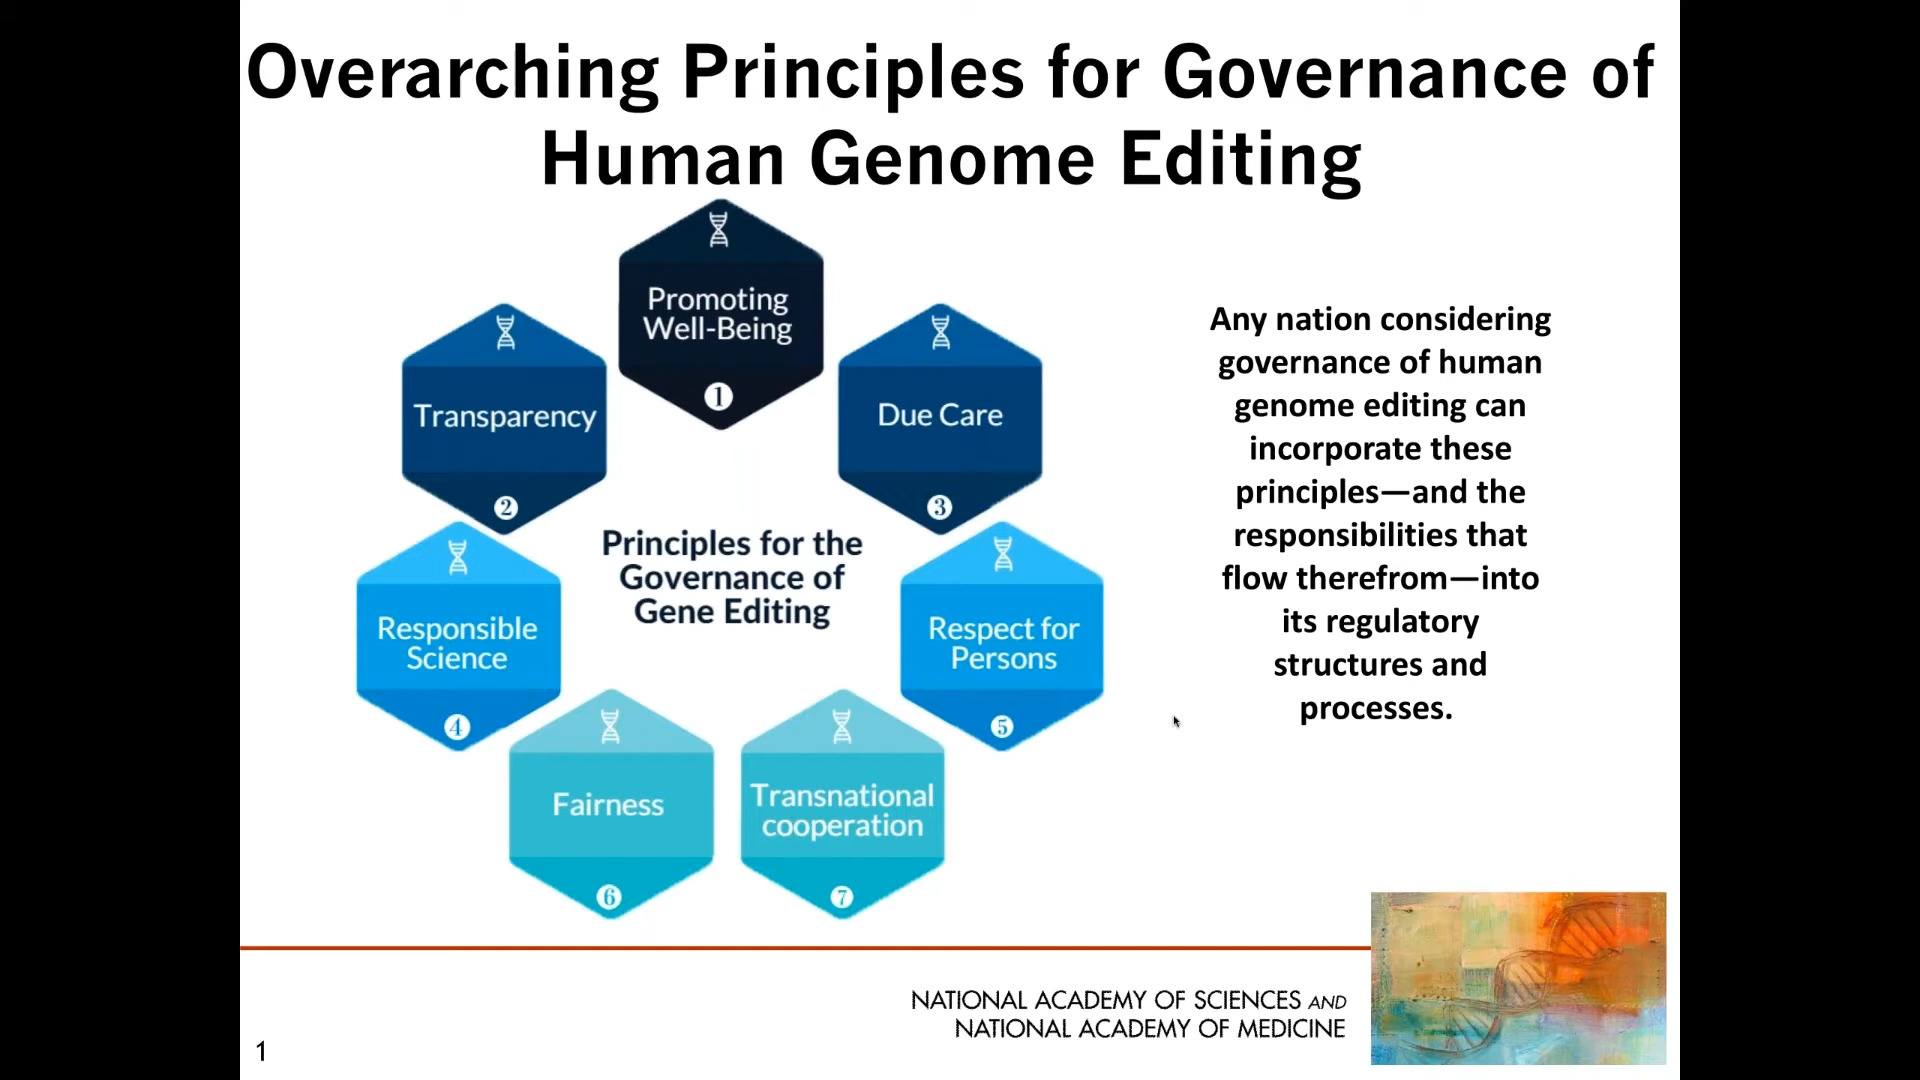 Overarching Principles for Governance of
Human Genome Editing
Promoting
Well-Being
1
Transparency
2
Due Care
3
Responsible
Science
4
Principles for the
Governance of
Gene Editing
Respect for
Persons
5
Fairness
6
Transnational
cooperation
7
Any nation considering
governance of human
genome editing can
incorporate these
principles—and the
responsibilities that
flow therefrom—into
its regulatory
structures and
processes.
NATIONAL ACADEMY OF SCIENCES AND
NATIONAL ACADEMY OF MEDICINE
1